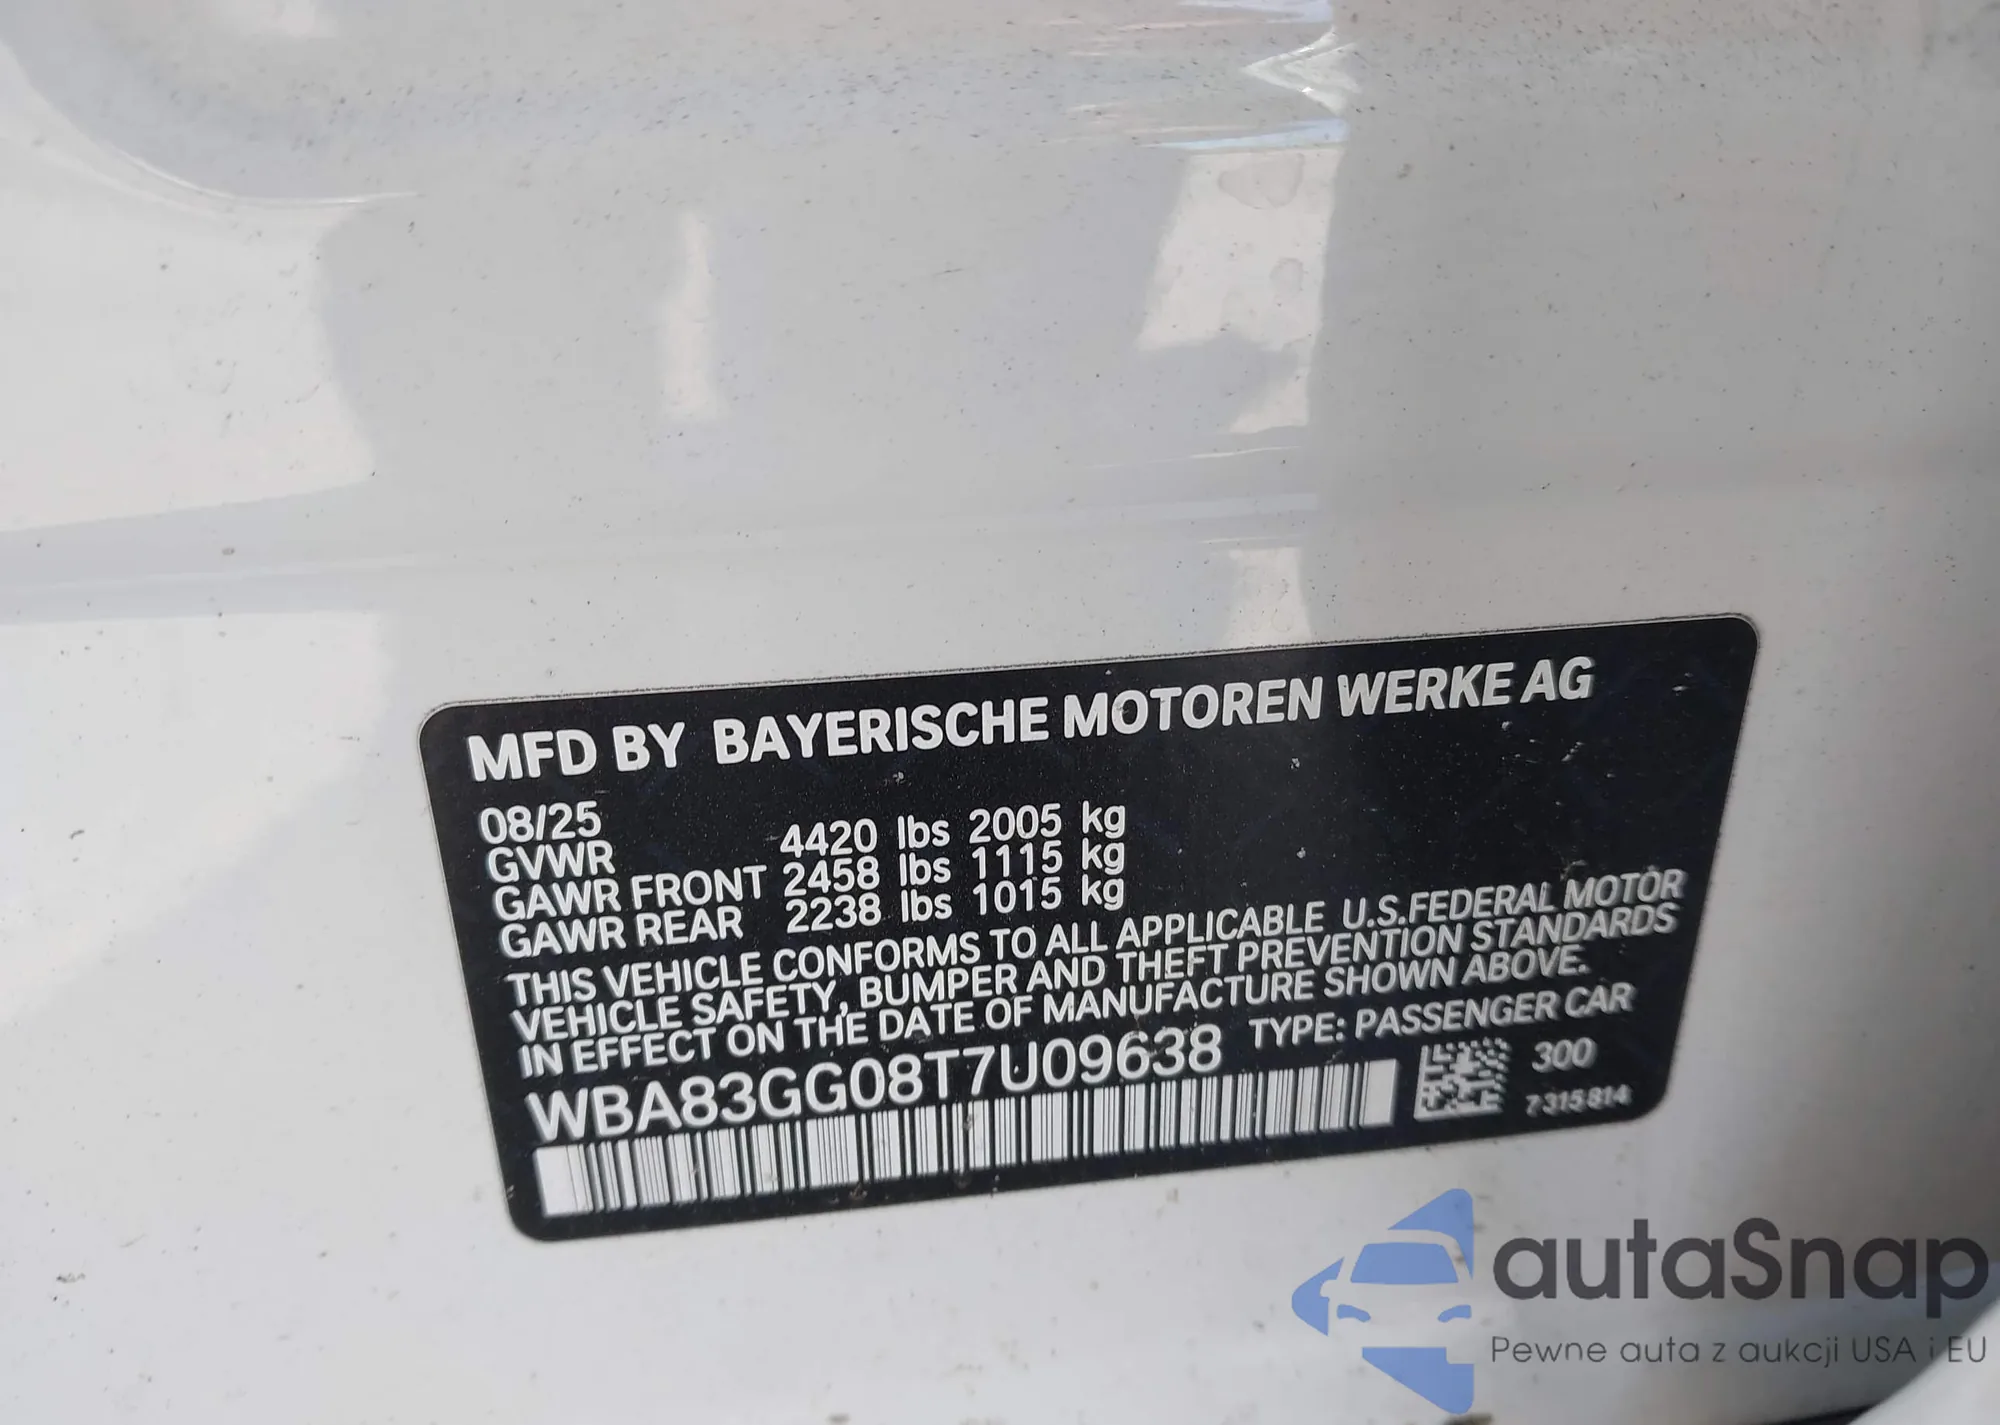 MFD BY BAYERISCHE MOTOREN WERKE AG
08/25
GVWR 4420 lbs 2005 kg
GAWR FRONT 2458 lbs 1115 kg
GAWR REAR 2238 lbs 1015 kg
THIS VEHICLE CONFORMS TO ALL APPLICABLE U.S.FEDERAL MOTOR
VEHICLE SAFETY, BUMPER AND THEFT PREVENTION STANDARDS
IN EFFECT ON THE DATE OF MANUFACTURE SHOWN ABOVE.
WBA83GG08T7U09638 TYPE: PASSENGER CAR
300
7315814
autaSnap
Pewne auta z aukcji USA i EU